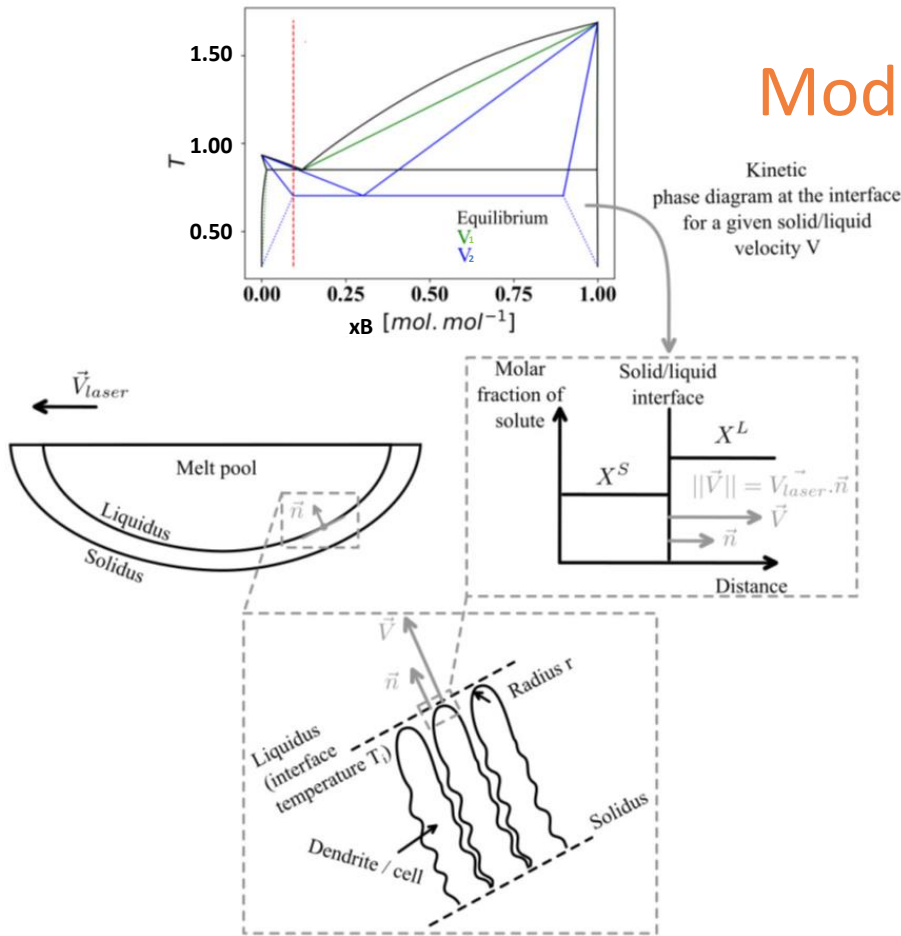 Mod
1.50
1.00
0.50
T
0.00 0.25 0.50 0.75 1.00
xB [mol.mol⁻¹]
Equilibrium
V₁
V₂
Kinetic
phase diagram at the interface
for a given solid/liquid
velocity V
V⃗laser
Melt pool
Liquidus
Solidus
n⃗
Molar
fraction of
solute
Solid/liquid
interface
X^S
X^L
||V⃗|| = V⃗laser.n⃗
V⃗
n⃗
Distance
V⃗
n⃗
Radius r
Liquidus
(interface
temperature Tᵢ)
Dendrite / cell
Solidus